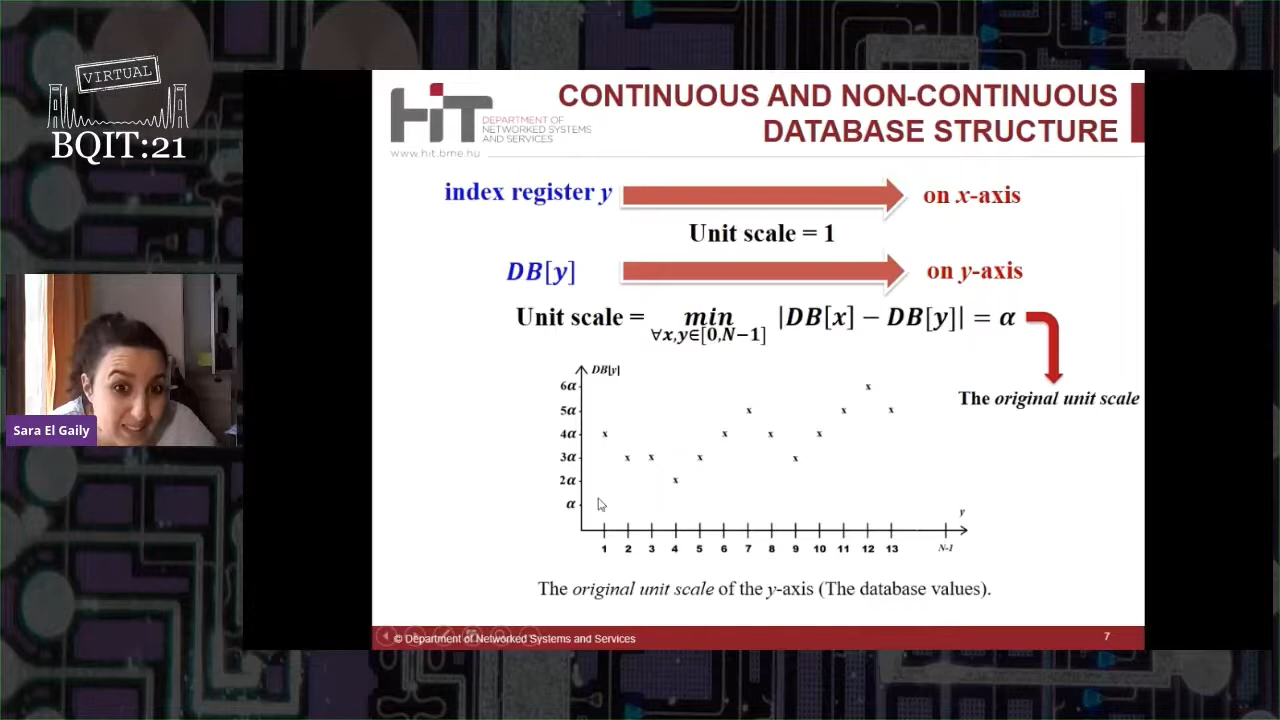 VIRTUAL
BQIT:21
HiT
DEPARTMENT OF
NETWORKED SYSTEMS
AND SERVICES
www.hit.bme.hu
CONTINUOUS AND NON-CONTINUOUS
DATABASE STRUCTURE
index register y
on x-axis
Unit scale = 1
DB[y]
on y-axis
Unit scale = min |DB[x] − DB[y]| = α
∀x,y∈[0,N−1]
The original unit scale
DB[y]
6α
5α
4α
3α
2α
α
x x x x x x x x x x x x x
y
1 2 3 4 5 6 7 8 9 10 11 12 13 N-1
The original unit scale of the y-axis (The database values).
© Department of Networked Systems and Services
7
Sara El Gaily